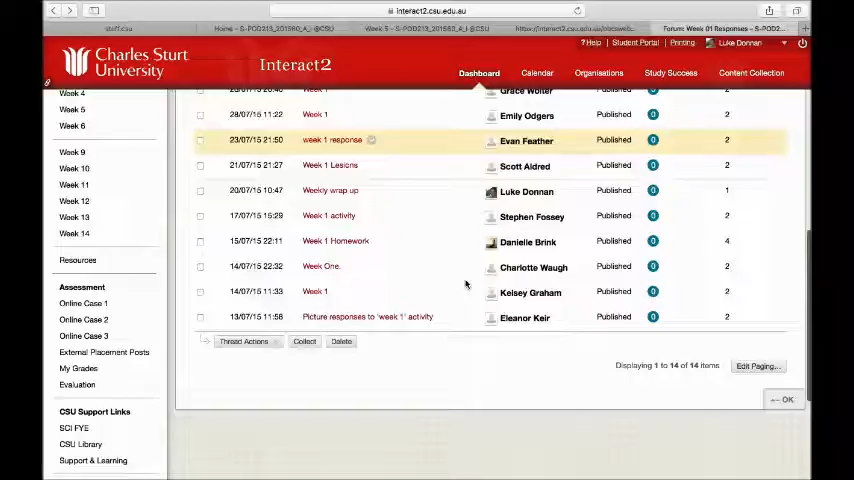 interact2.csu.edu.au
staff.csu
Home – S-POD213_201560_A_I @CSU
Week 5 – S-POD213_201560_A_I @CSU
https://interact2.csu.edu.au/bbcsweb...
Forum: Week 01 Responses – S-POD2...
? Help
Student Portal
Printing
Luke Donnan
Charles Sturt
University
Interact2
Dashboard
Calendar
Organisations
Study Success
Content Collection
Week 4
Week 5
Week 6
Week 9
Week 10
Week 11
Week 12
Week 13
Week 14
Resources
Assessment
Online Case 1
Online Case 2
Online Case 3
External Placement Posts
My Grades
Evaluation
CSU Support Links
SCI FYE
CSU Library
Support & Learning
Week 1 Grace Wolter Published 0 2
28/07/15 11:22 Week 1 Emily Odgers Published 0 2
23/07/15 21:50 week 1 response Evan Feather Published 0 2
21/07/15 21:27 Week 1 Lesions Scott Aldred Published 0 2
20/07/15 10:47 Weekly wrap up Luke Donnan Published 0 1
17/07/15 15:29 Week 1 activity Stephen Fossey Published 0 2
15/07/15 22:11 Week 1 Homework Danielle Brink Published 0 4
14/07/15 22:32 Week One. Charlotte Waugh Published 0 2
14/07/15 11:33 Week 1 Kelsey Graham Published 0 2
13/07/15 11:58 Picture responses to 'week 1' activity Eleanor Keir Published 0 2
Thread Actions
Collect
Delete
Displaying 1 to 14 of 14 items
Edit Paging...
← OK